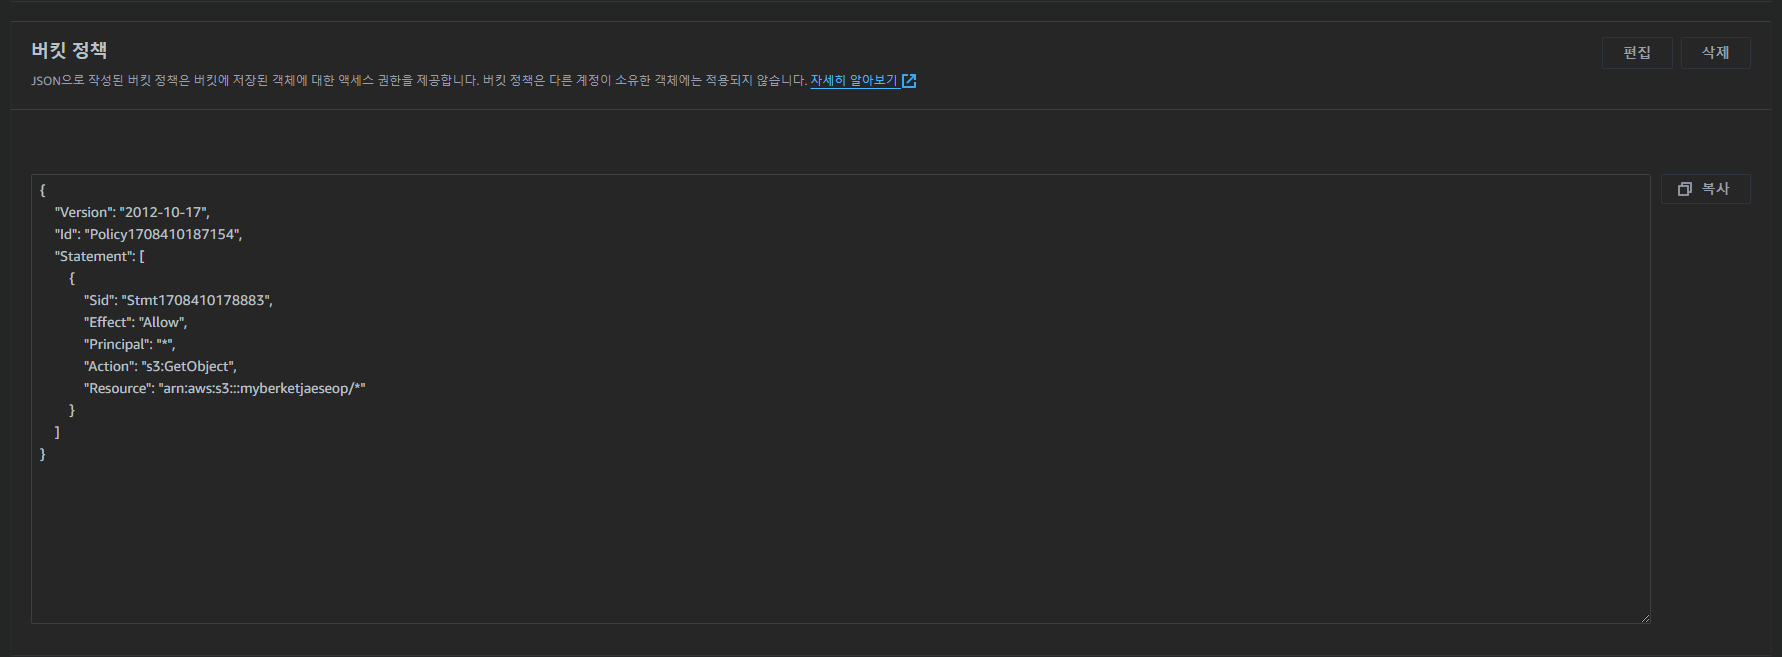 버킷 정책
편집
삭제
JSON으로 작성된 버킷 정책은 버킷에 저장된 객체에 대한 액세스 권한을 제공합니다. 버킷 정책은 다른 계정이 소유한 객체에는 적용되지 않습니다. 자세히 알아보기
복사
{
"Version": "2012-10-17",
"Id": "Policy1708410187154",
"Statement": [
{
"Sid": "Stmt1708410178883",
"Effect": "Allow",
"Principal": "*",
"Action": "s3:GetObject",
"Resource": "arn:aws:s3:::myberketjaeseop/*"
}
]
}